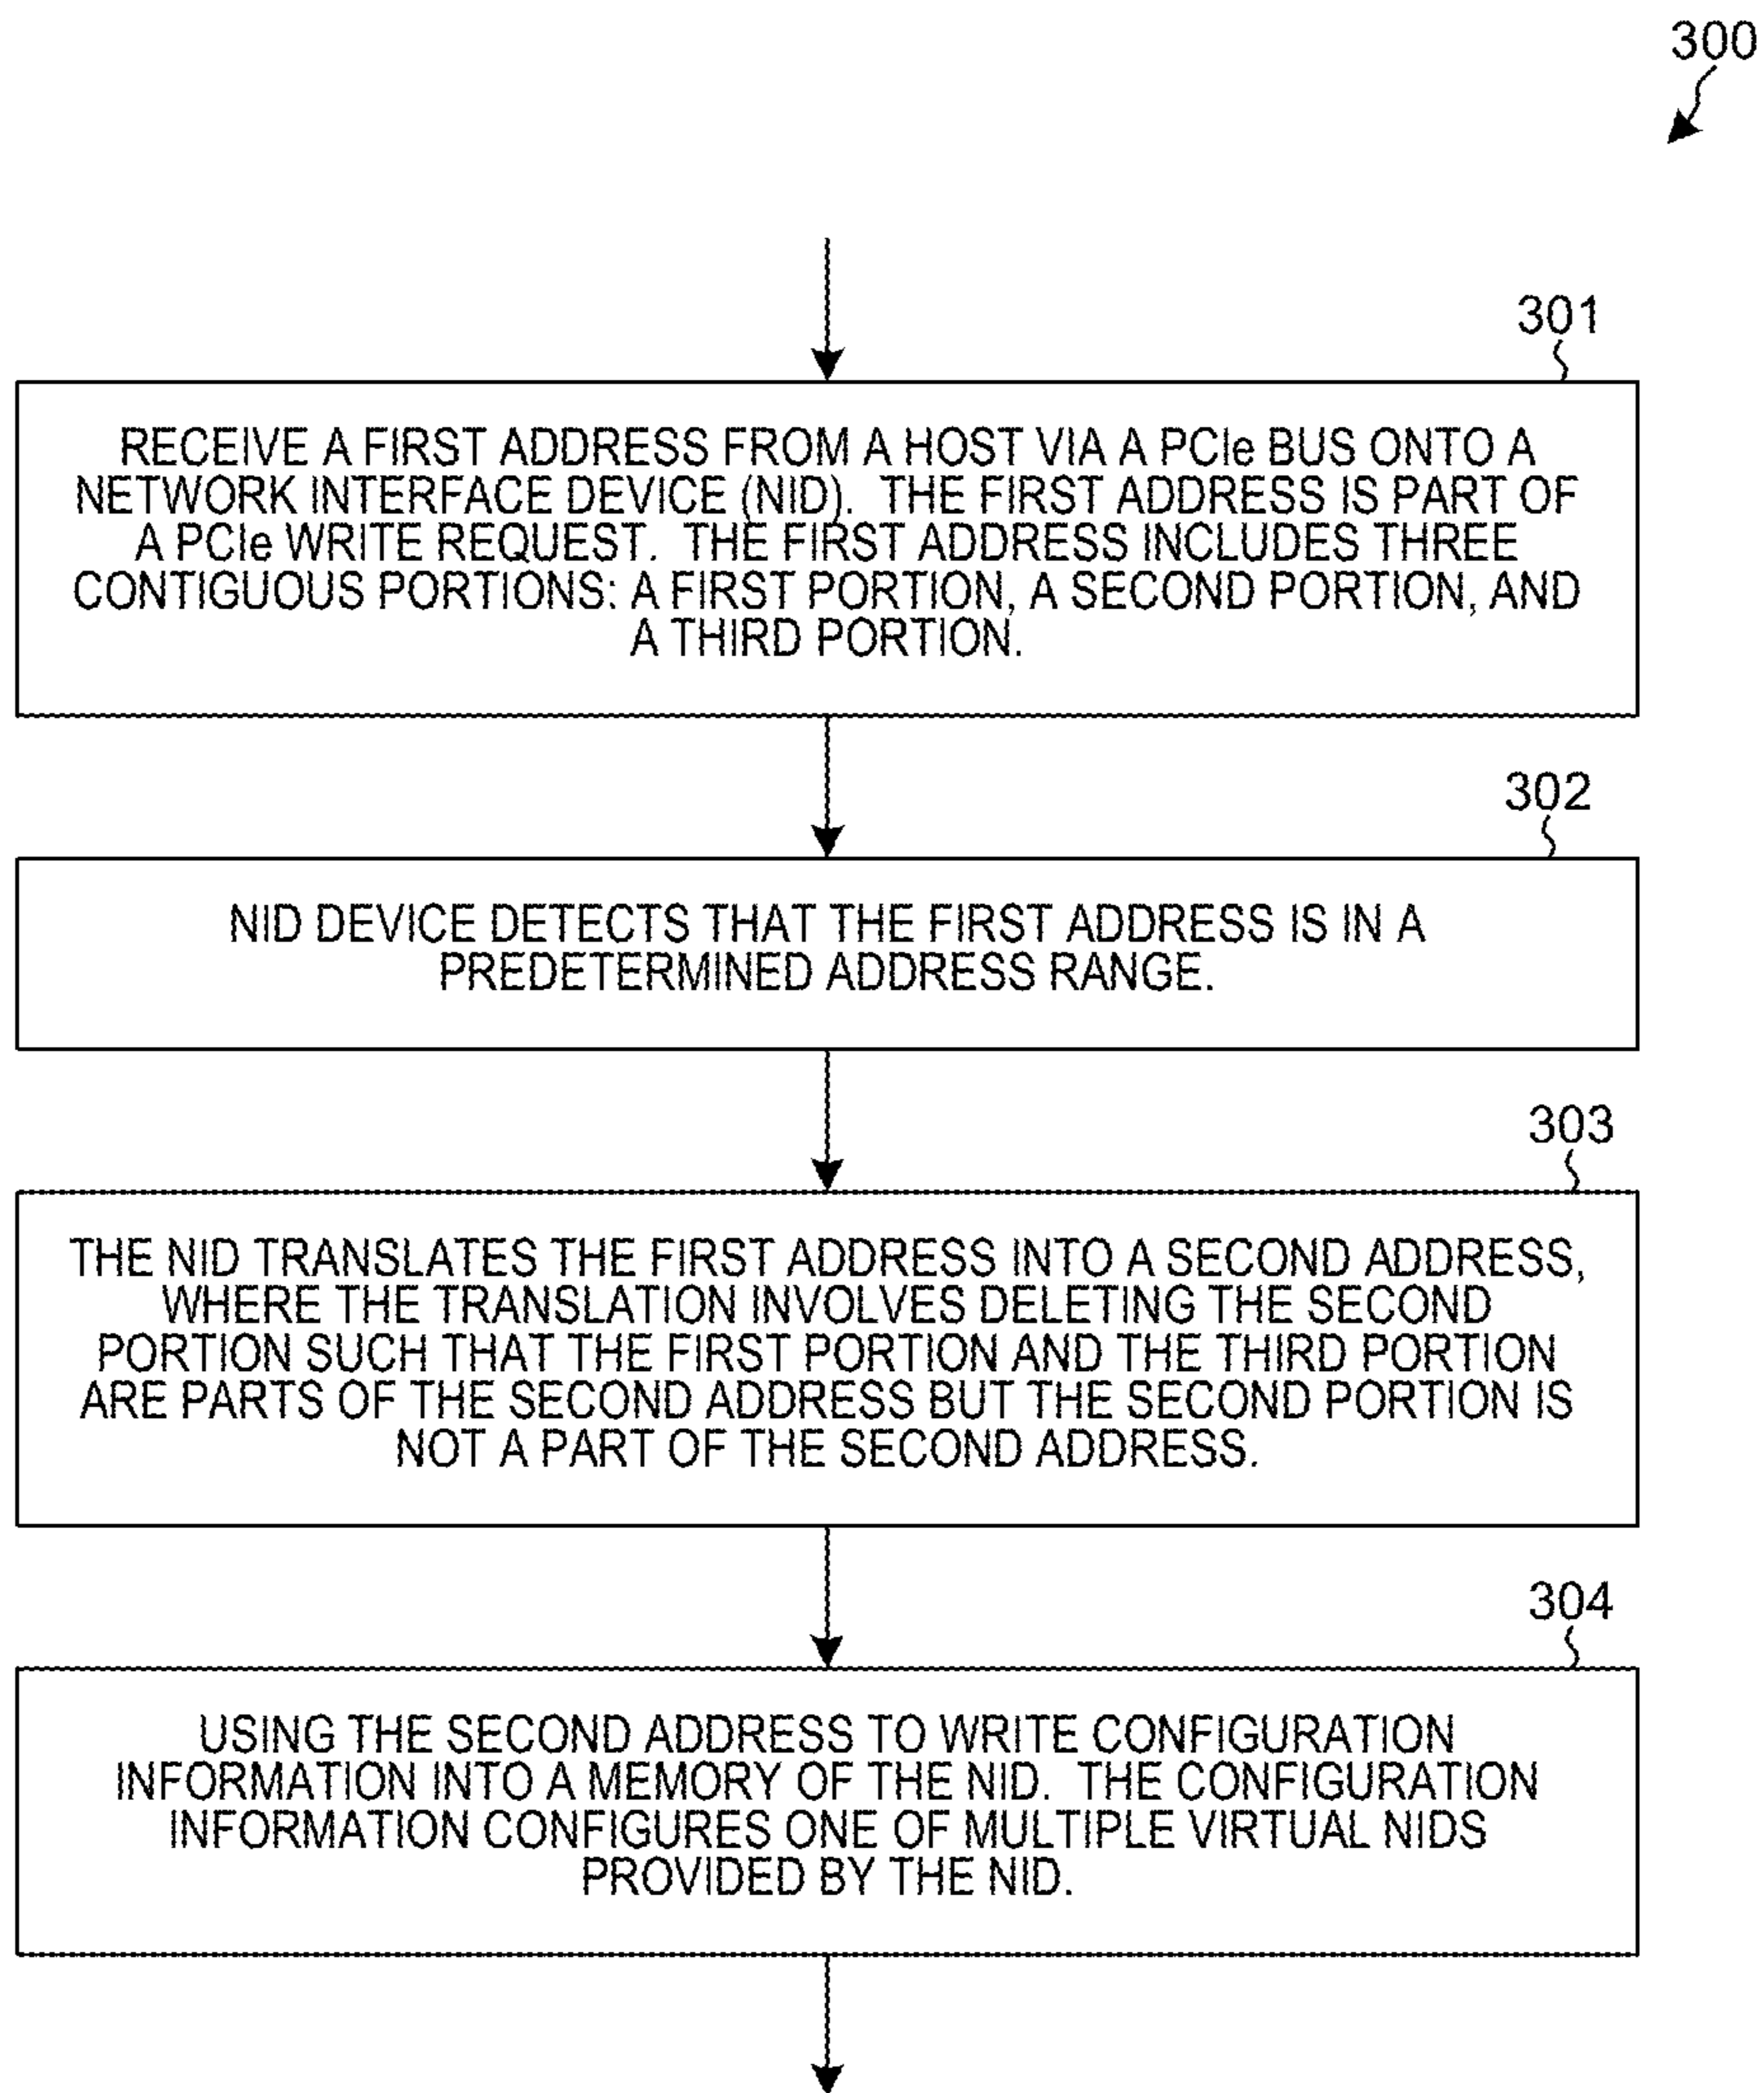 300
301
RECEIVE A FIRST ADDRESS FROM A HOST VIA A PCIe BUS ONTO A
NETWORK INTERFACE DEVICE (NID). THE FIRST ADDRESS IS PART OF
A PCIe WRITE REQUEST. THE FIRST ADDRESS INCLUDES THREE
CONTIGUOUS PORTIONS: A FIRST PORTION, A SECOND PORTION, AND
A THIRD PORTION.
302
NID DEVICE DETECTS THAT THE FIRST ADDRESS IS IN A
PREDETERMINED ADDRESS RANGE.
303
THE NID TRANSLATES THE FIRST ADDRESS INTO A SECOND ADDRESS,
WHERE THE TRANSLATION INVOLVES DELETING THE SECOND
PORTION SUCH THAT THE FIRST PORTION AND THE THIRD PORTION
ARE PARTS OF THE SECOND ADDRESS BUT THE SECOND PORTION IS
NOT A PART OF THE SECOND ADDRESS.
304
USING THE SECOND ADDRESS TO WRITE CONFIGURATION
INFORMATION INTO A MEMORY OF THE NID. THE CONFIGURATION
INFORMATION CONFIGURES ONE OF MULTIPLE VIRTUAL NIDS
PROVIDED BY THE NID.